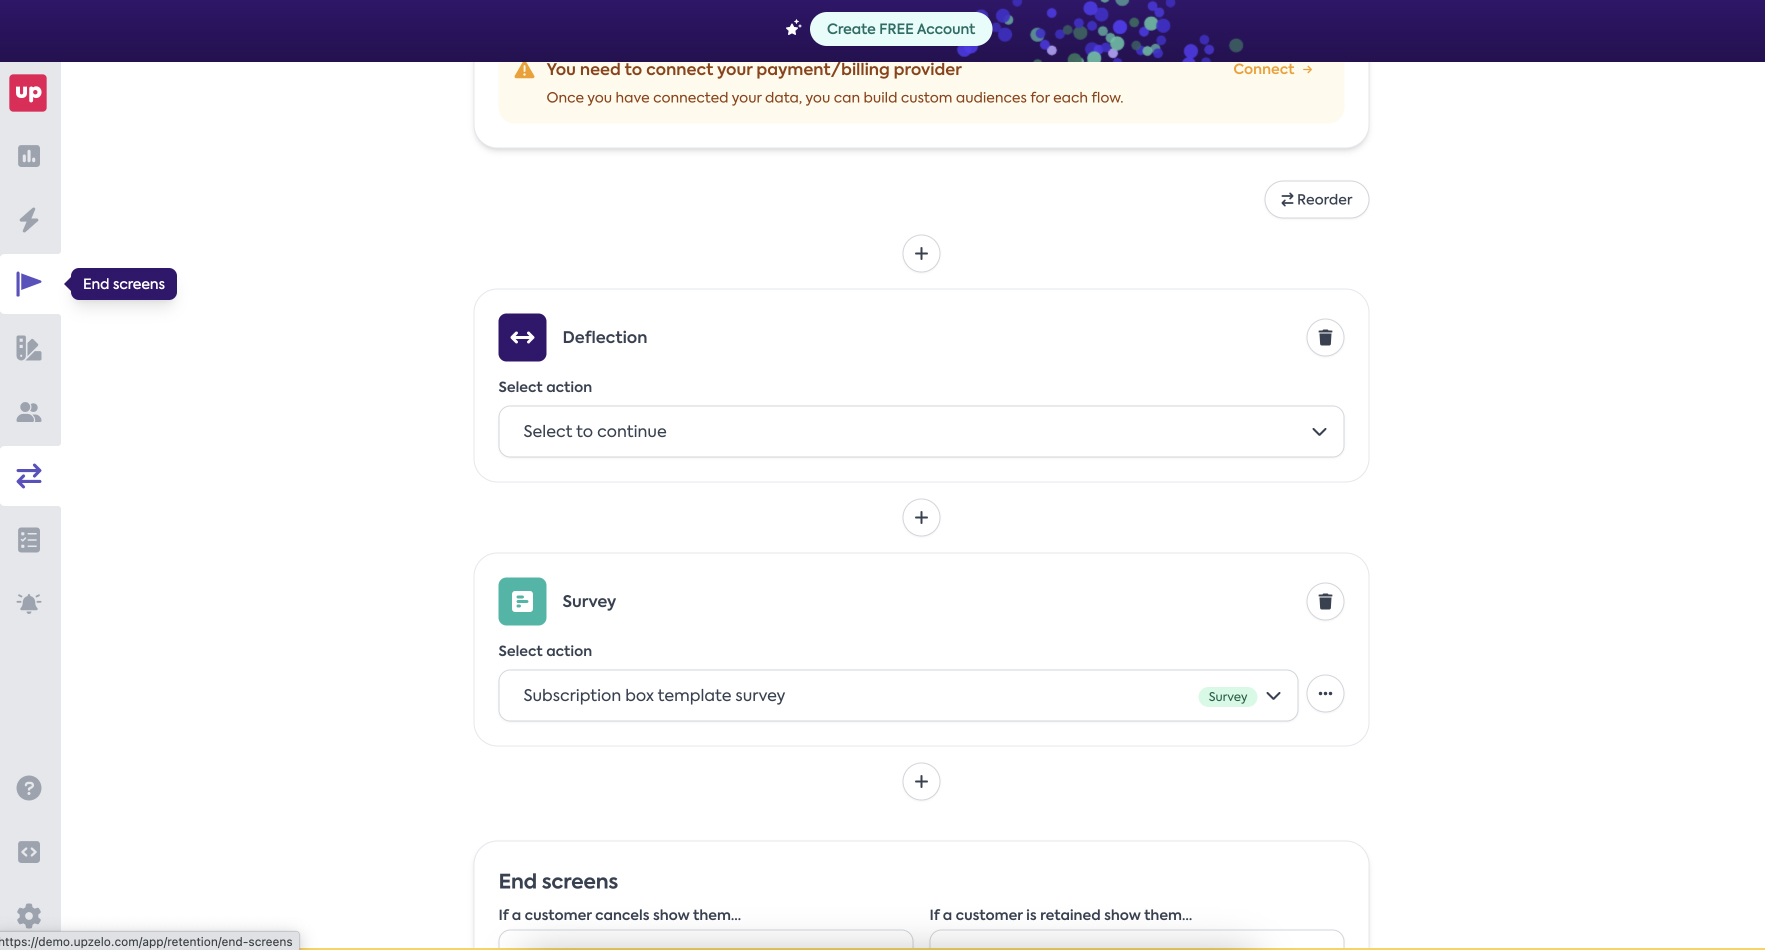 Create FREE Account
You need to connect your payment/billing provider
Connect →
Once you have connected your data, you can build custom audiences for each flow.
up
Reorder
End screens
Deflection
Select action
Select to continue
Survey
Select action
Subscription box template survey
Survey
End screens
If a customer cancels show them...
If a customer is retained show them...
https://demo.upzelo.com/app/retention/end-screens